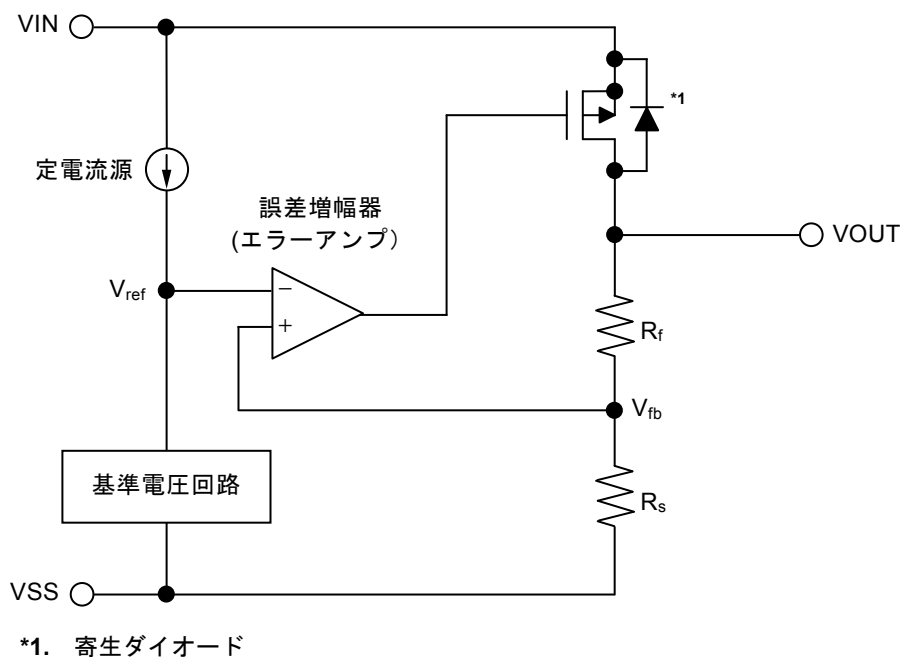 VIN
*1
定電流源
誤差増幅器
(エラーアンプ)
VOUT
Vref
−
+
Rf
Vfb
基準電圧回路
Rs
VSS
*1. 寄生ダイオード